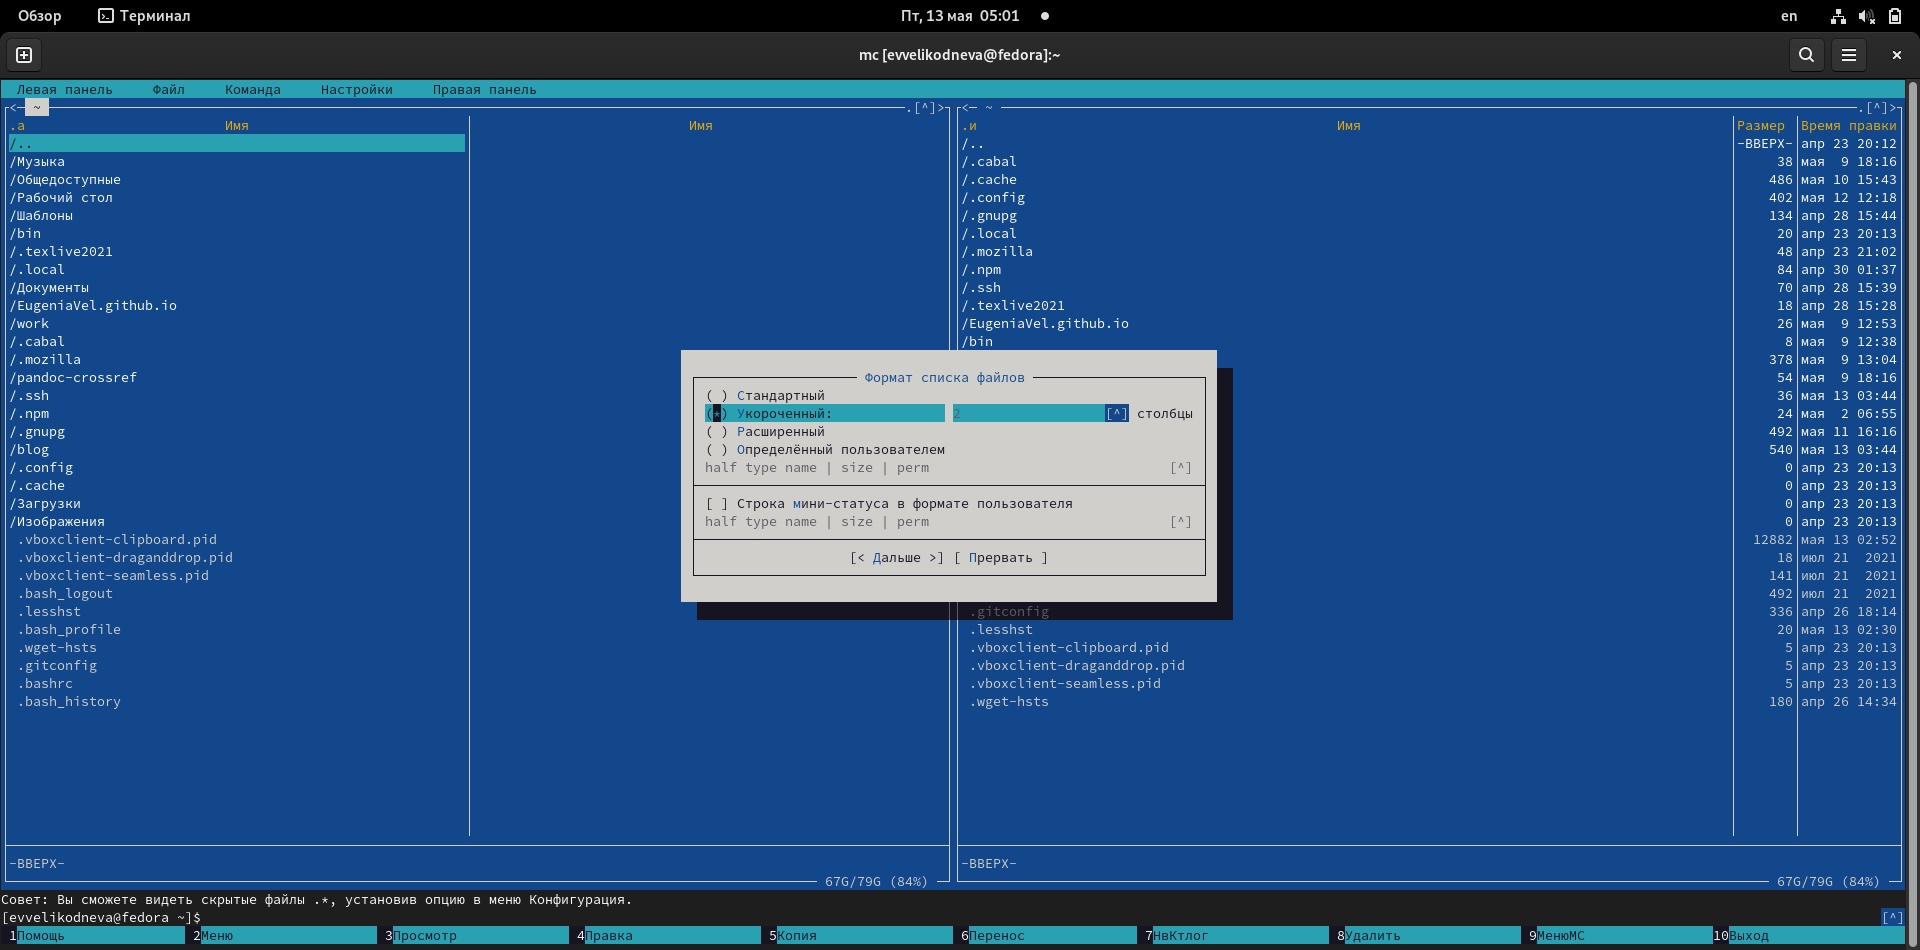 Обзор Терминал Пт, 13 мая 05:01 en
mc [evvelikodneva@fedora]:~
Левая панель Файл Команда Настройки Правая панель
<─ ~ .[^]>
.а Имя Имя
/..
/Музыка
/Общедоступные
/Рабочий стол
/Шаблоны
/bin
/.texlive2021
/.local
/Документы
/EugeniaVel.github.io
/work
/.cabal
/.mozilla
/pandoc-crossref
/.ssh
/.npm
/.gnupg
/blog
/.config
/.cache
/Загрузки
/Изображения
.vboxclient-clipboard.pid
.vboxclient-draganddrop.pid
.vboxclient-seamless.pid
.bash_logout
.lesshst
.bash_profile
.wget-hsts
.gitconfig
.bashrc
.bash_history
-ВВЕРХ-
67G/79G (84%)
<─ ~ .[^]>
.и Имя Размер Время правки
/.. -ВВЕРХ- апр 23 20:12
/.cabal 38 мая 9 18:16
/.cache 486 мая 10 15:43
/.config 402 мая 12 12:18
/.gnupg 134 апр 28 15:44
/.local 20 апр 23 20:13
/.mozilla 48 апр 23 21:02
/.npm 84 апр 30 01:37
/.ssh 70 апр 28 15:39
/.texlive2021 18 апр 28 15:28
/EugeniaVel.github.io 26 мая 9 12:53
/bin 8 мая 9 12:38
378 мая 9 13:04
54 мая 9 18:16
36 мая 13 03:44
24 мая 2 06:55
492 мая 11 16:16
540 мая 13 03:44
0 апр 23 20:13
0 апр 23 20:13
0 апр 23 20:13
0 апр 23 20:13
12882 мая 13 02:52
18 июл 21 2021
141 июл 21 2021
492 июл 21 2021
.gitconfig 336 апр 26 18:14
.lesshst 20 мая 13 02:30
.vboxclient-clipboard.pid 5 апр 23 20:13
.vboxclient-draganddrop.pid 5 апр 23 20:13
.vboxclient-seamless.pid 5 апр 23 20:13
.wget-hsts 180 апр 26 14:34
-ВВЕРХ-
67G/79G (84%)
Формат списка файлов
( ) Стандартный
(*) Укороченный: 2 [^] столбцы
( ) Расширенный
( ) Определённый пользователем
half type name | size | perm [^]
[ ] Строка мини-статуса в формате пользователя
half type name | size | perm [^]
[< Дальше >] [ Прервать ]
Совет: Вы сможете видеть скрытые файлы .*, установив опцию в меню Конфигурация.
[evvelikodneva@fedora ~]$ [^]
1Помощь 2Меню 3Просмотр 4Правка 5Копия 6Перенос 7НвКтлог 8Удалить 9МенюMC 10Выход